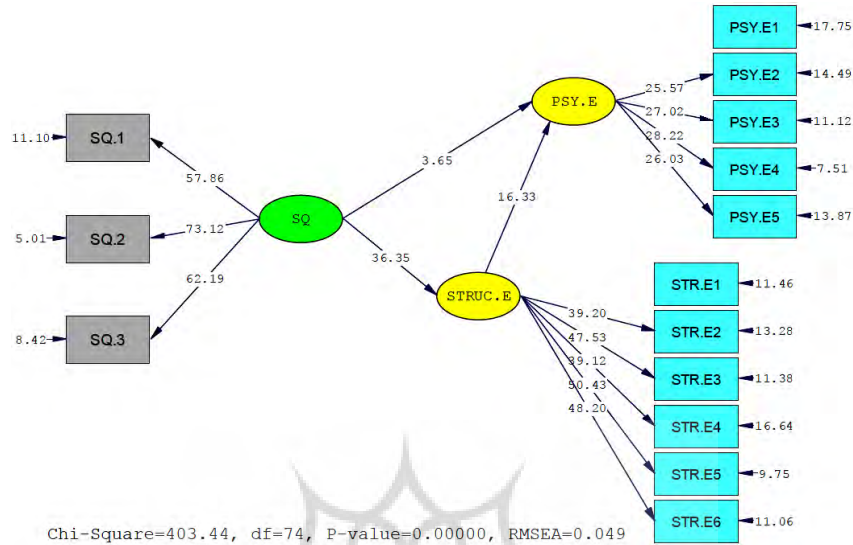 PSY.E1
17.75
PSY.E2
14.49
PSY.E3
11.12
PSY.E4
7.51
PSY.E5
13.87
25.57
27.02
28.22
26.03
PSY.E
11.10
SQ.1
57.86
5.01
SQ.2
73.12
8.42
SQ.3
62.19
SQ
3.65
16.33
36.35
STRUC.E
39.20
47.53
39.12
50.43
48.20
STR.E1
11.46
STR.E2
13.28
STR.E3
11.38
STR.E4
16.64
STR.E5
9.75
STR.E6
11.06
Chi-Square=403.44, df=74, P-value=0.00000, RMSEA=0.049